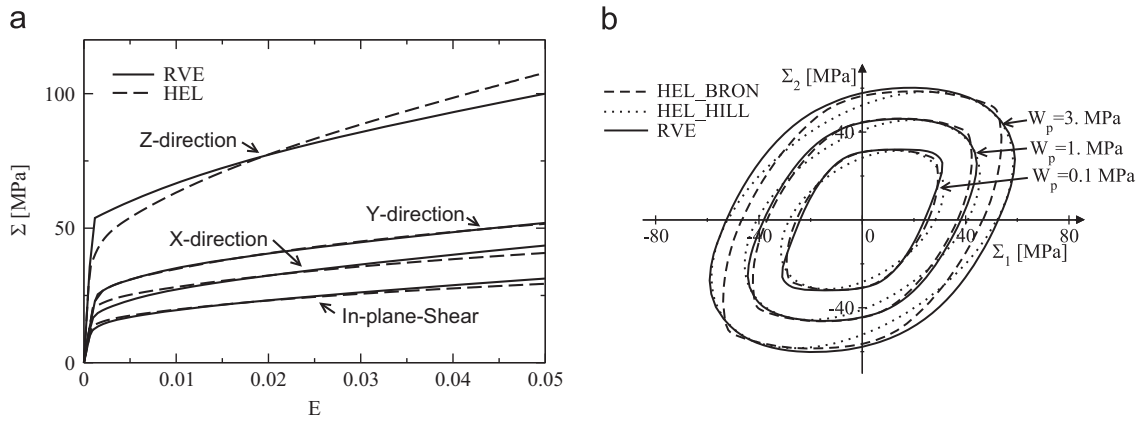 a
100
50
0
Σ [MPa]
RVE
HEL
Z-direction
Y-direction
X-direction
In-plane-Shear
0 0.01 0.02 0.03 0.04 0.05
E
b
Σ2 [MPa]
HEL_BRON
HEL_HILL
RVE
40
Wp=3. MPa
Wp=1. MPa
Wp=0.1 MPa
-80 -40 0 40 80
Σ1 [MPa]
-40